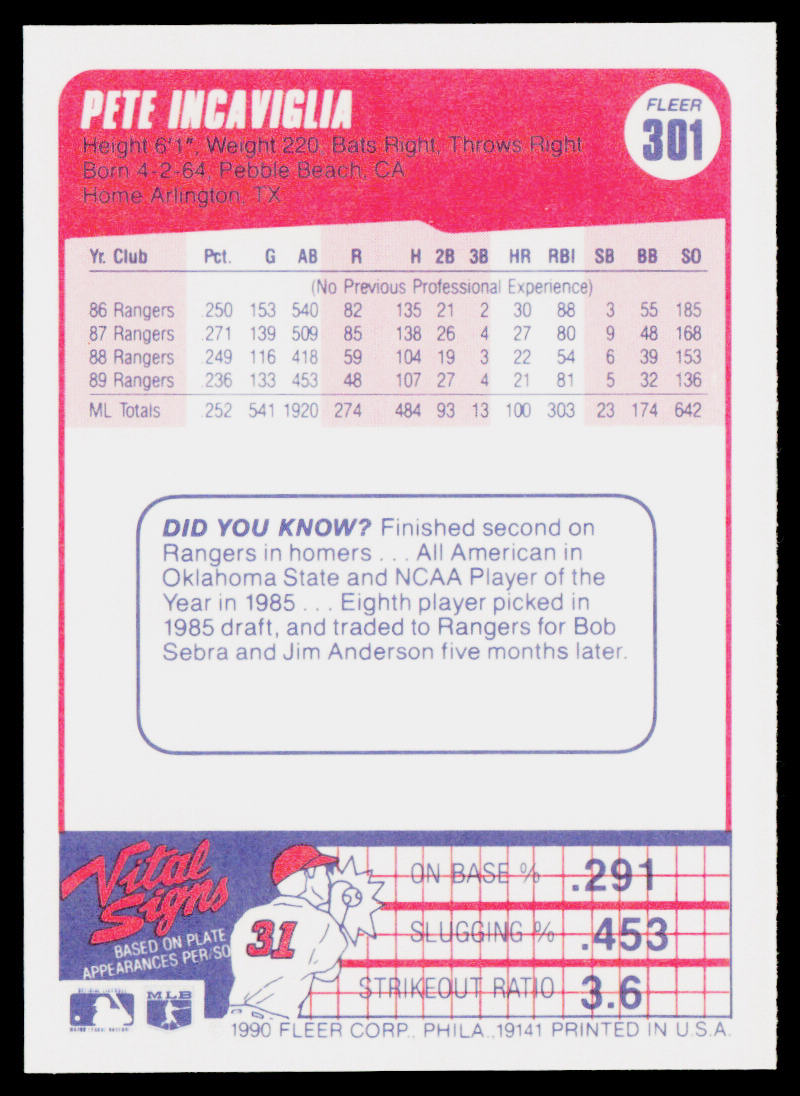 PETE INCAVIGLIA
FLEER
301
Height 6'1", Weight 220, Bats Right, Throws Right
Born 4-2-64, Pebble Beach, CA
Home Arlington, TX
Yr. Club Pct. G AB R H 2B 3B HR RBI SB BB SO
(No Previous Professional Experience)
86 Rangers .250 153 540 82 135 21 2 30 88 3 55 185
87 Rangers .271 139 509 85 138 26 4 27 80 9 48 168
88 Rangers .249 116 418 59 104 19 3 22 54 6 39 153
89 Rangers .236 133 453 48 107 27 4 21 81 5 32 136
ML Totals .252 541 1920 274 484 93 13 100 303 23 174 642
DID YOU KNOW? Finished second on
Rangers in homers . . . All American in
Oklahoma State and NCAA Player of the
Year in 1985 . . . Eighth player picked in
1985 draft, and traded to Rangers for Bob
Sebra and Jim Anderson five months later.
Vital
Signs
BASED ON PLATE
APPEARANCES PER/SO
31
ON BASE % .291
SLUGGING % .453
STRIKEOUT RATIO 3.6
MLB
1990 FLEER CORP., PHILA.,19141 PRINTED IN U.S.A.